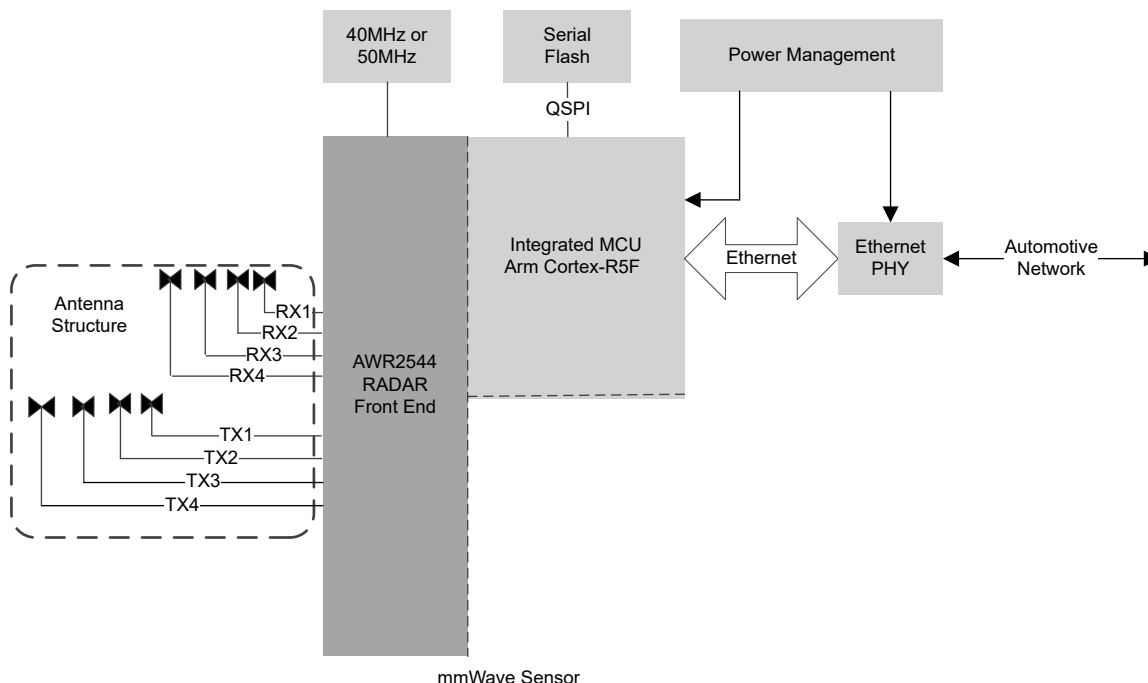 40MHz or
50MHz
Serial
Flash
Power Management
QSPI
Integrated MCU
Arm Cortex-R5F
Ethernet
Ethernet
PHY
Automotive
Network
Antenna
Structure
RX1
RX2
RX3
RX4
AWR2544
RADAR
Front End
TX1
TX2
TX3
TX4
mmWave Sensor